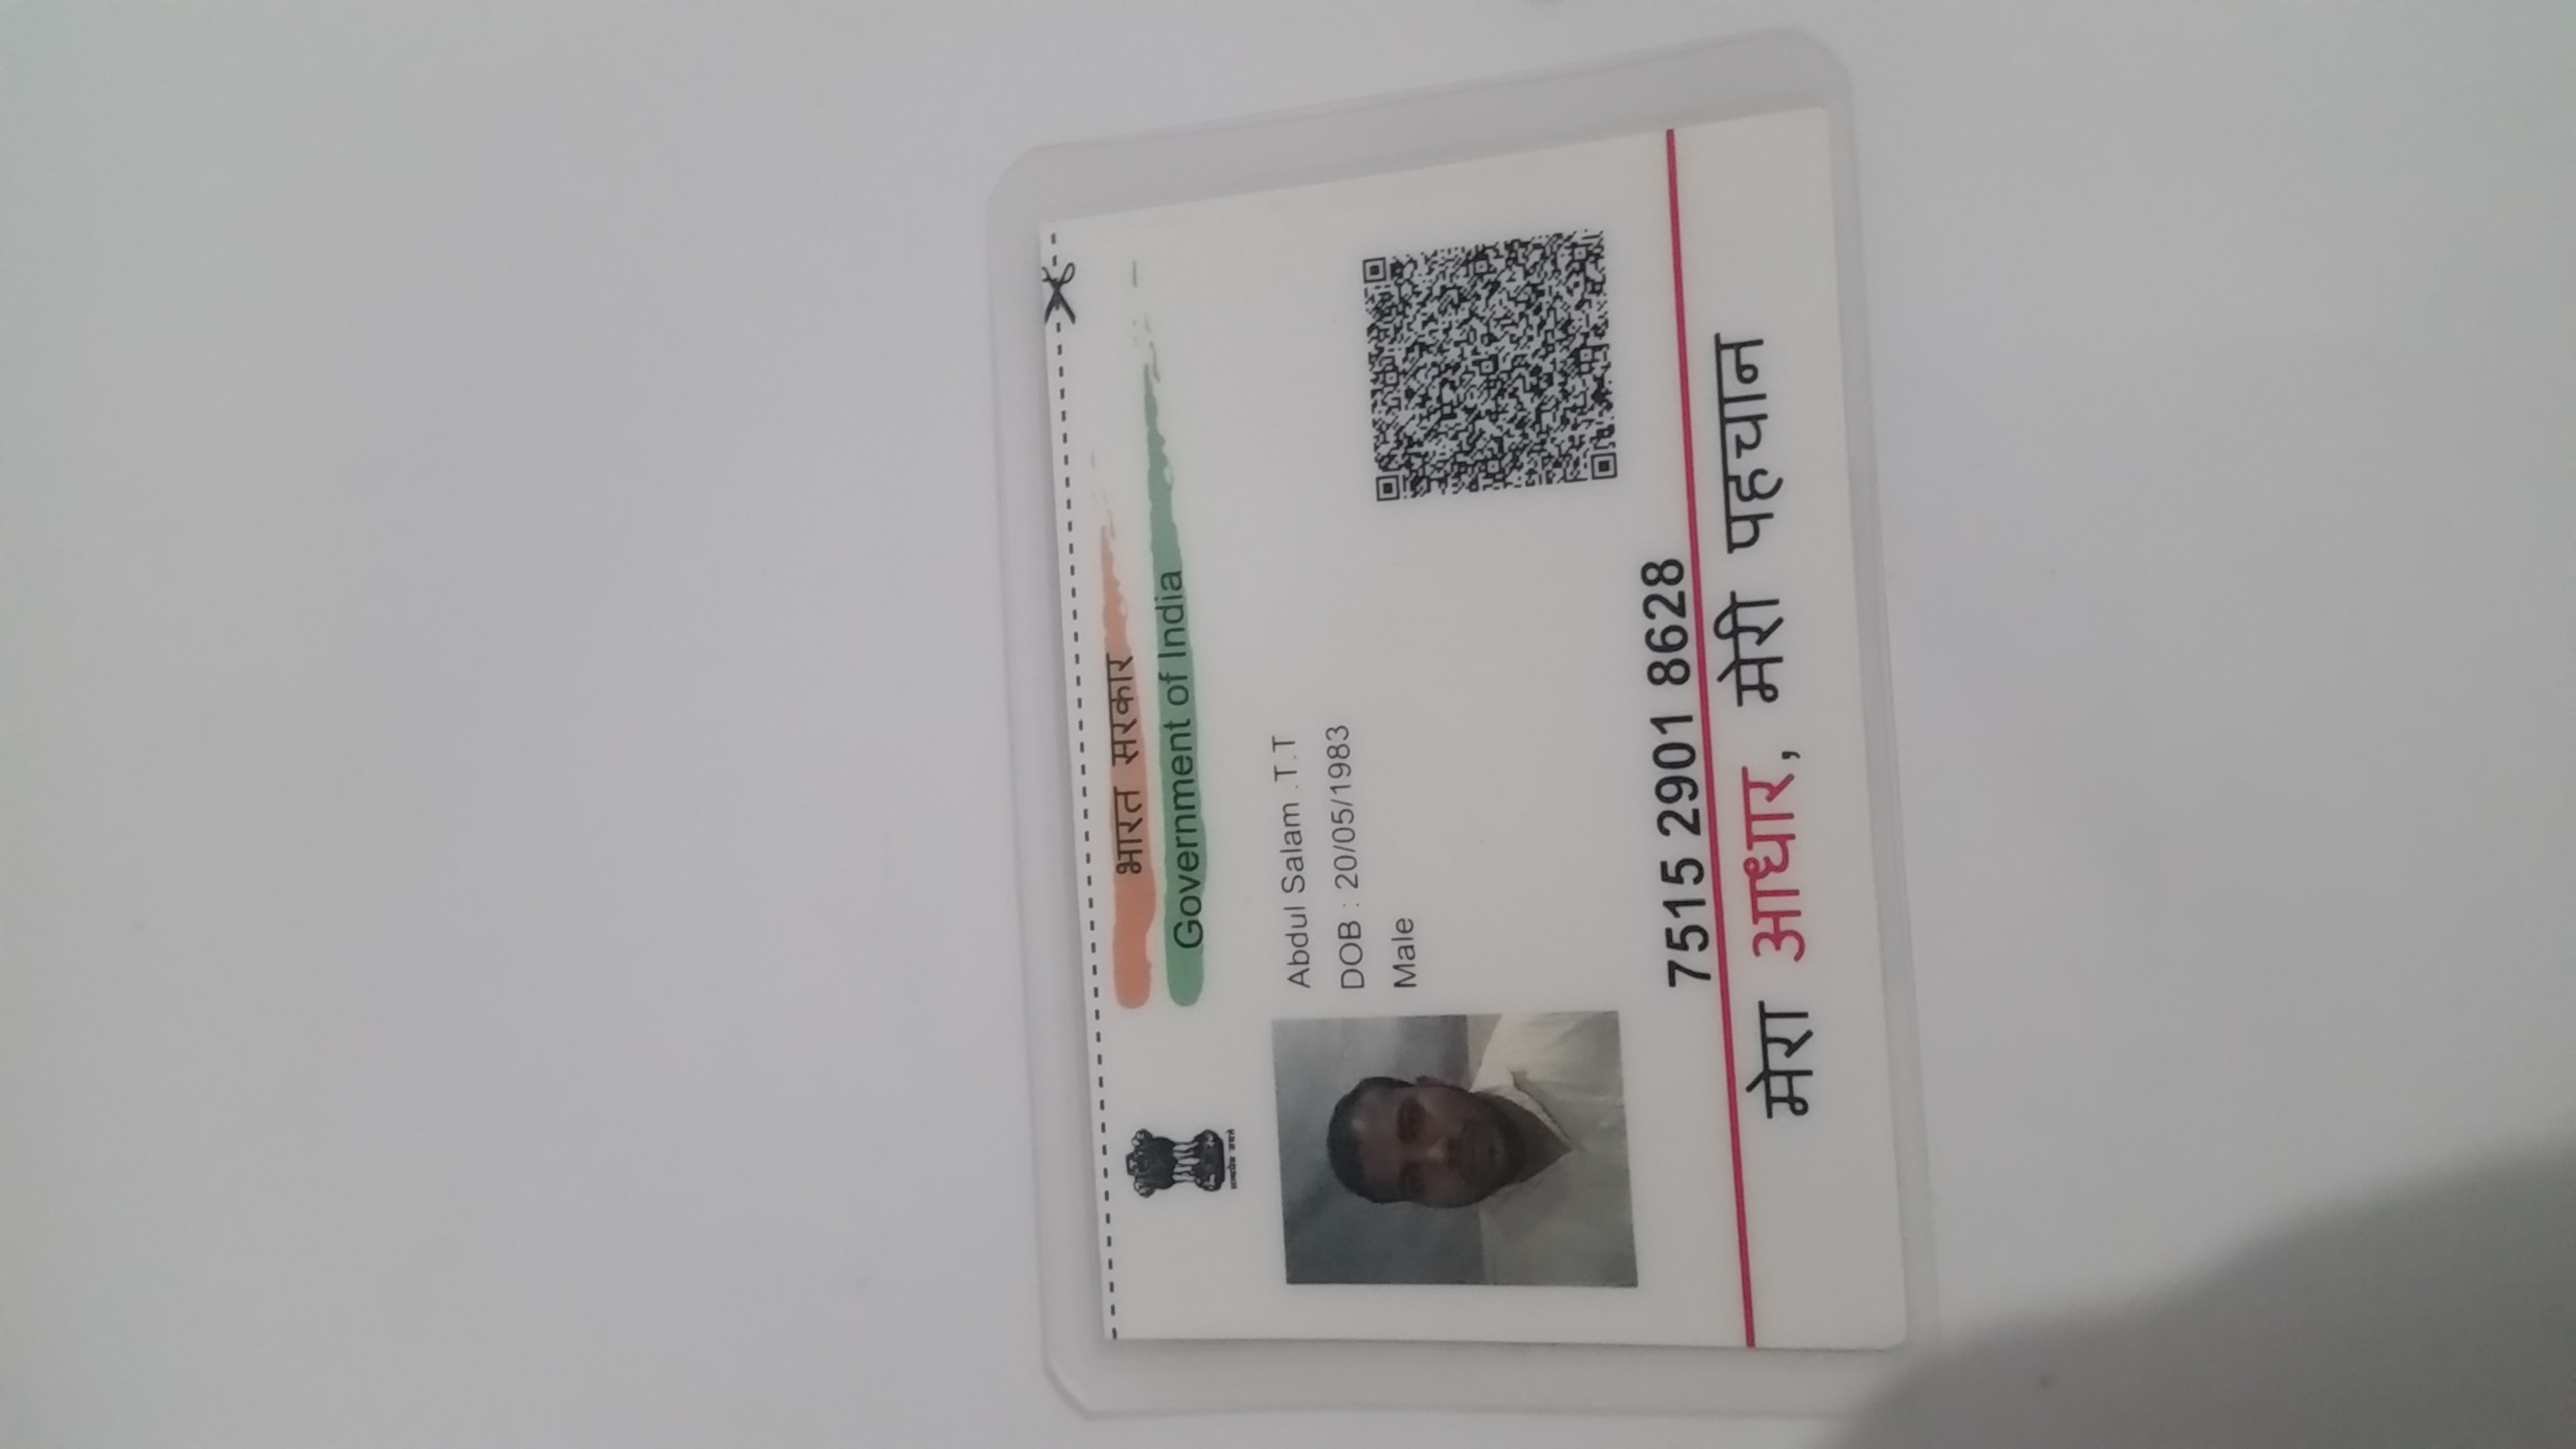 भारत सरकार
Government of India
सत्यमेव जयते
Abdul Salam .T.T
DOB : 20/05/1983
Male
7515 2901 8628
मेरा आधार, मेरी पहचान